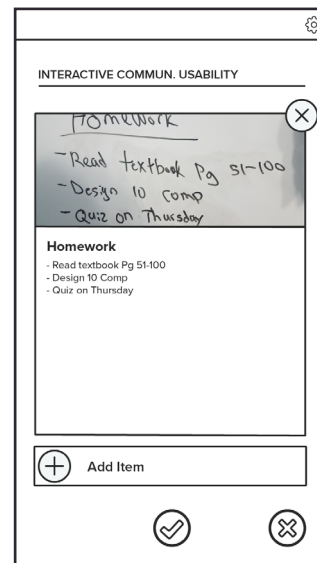 INTERACTIVE COMMUN. USABILITY
Homework
- Read textbook Pg 51-100
- Design 10 Comp
- Quiz on Thursday
Homework
- Read textbook Pg 51-100
- Design 10 Comp
- Quiz on Thursday
Add Item